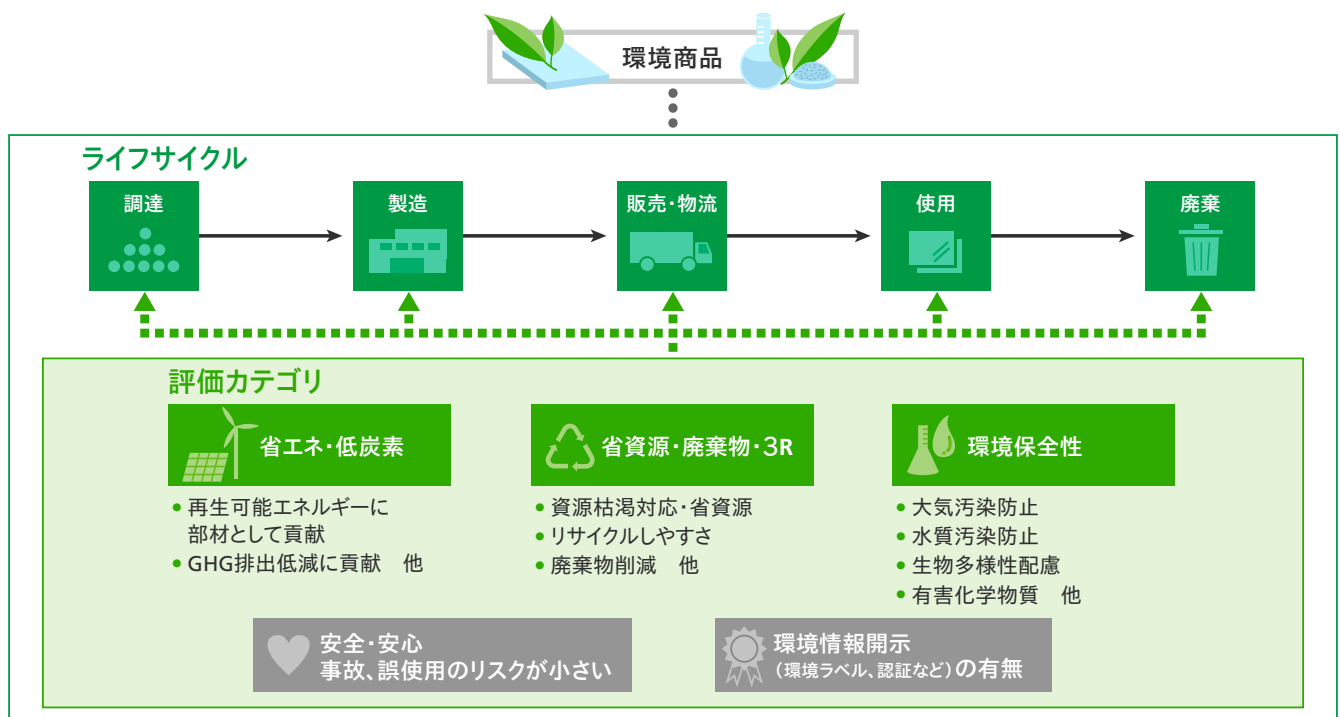 環境商品
ライフサイクル
調達
製造
販売・物流
使用
廃棄
評価カテゴリ
省エネ・低炭素
• 再生可能エネルギーに
部材として貢献
• GHG排出低減に貢献　他
省資源・廃棄物・3R
• 資源枯渇対応・省資源
• リサイクルしやすさ
• 廃棄物削減　他
環境保全性
• 大気汚染防止
• 水質汚染防止
• 生物多様性配慮
• 有害化学物質　他
安全・安心
事故、誤使用のリスクが小さい
環境情報開示
（環境ラベル、認証など）の有無